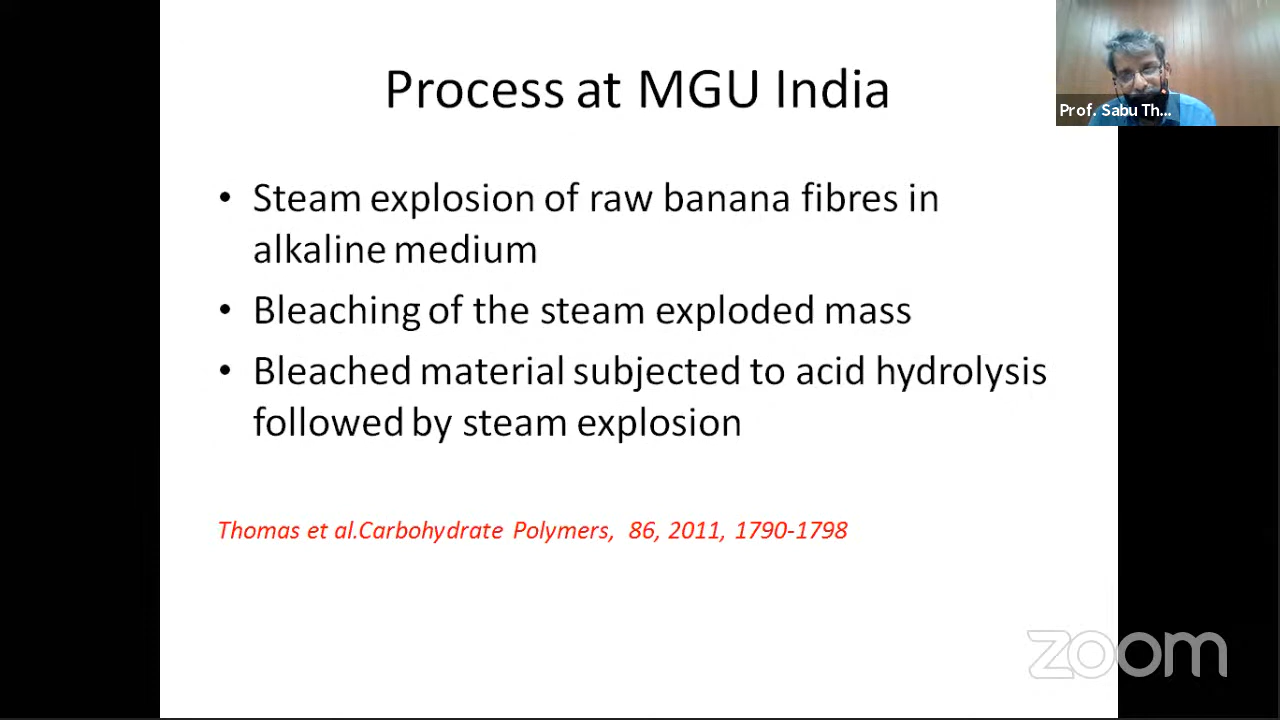 Process at MGU India
Prof. Sabu Th...
• Steam explosion of raw banana fibres in
alkaline medium
• Bleaching of the steam exploded mass
• Bleached material subjected to acid hydrolysis
followed by steam explosion
Thomas et al.Carbohydrate Polymers, 86, 2011, 1790-1798
zoom